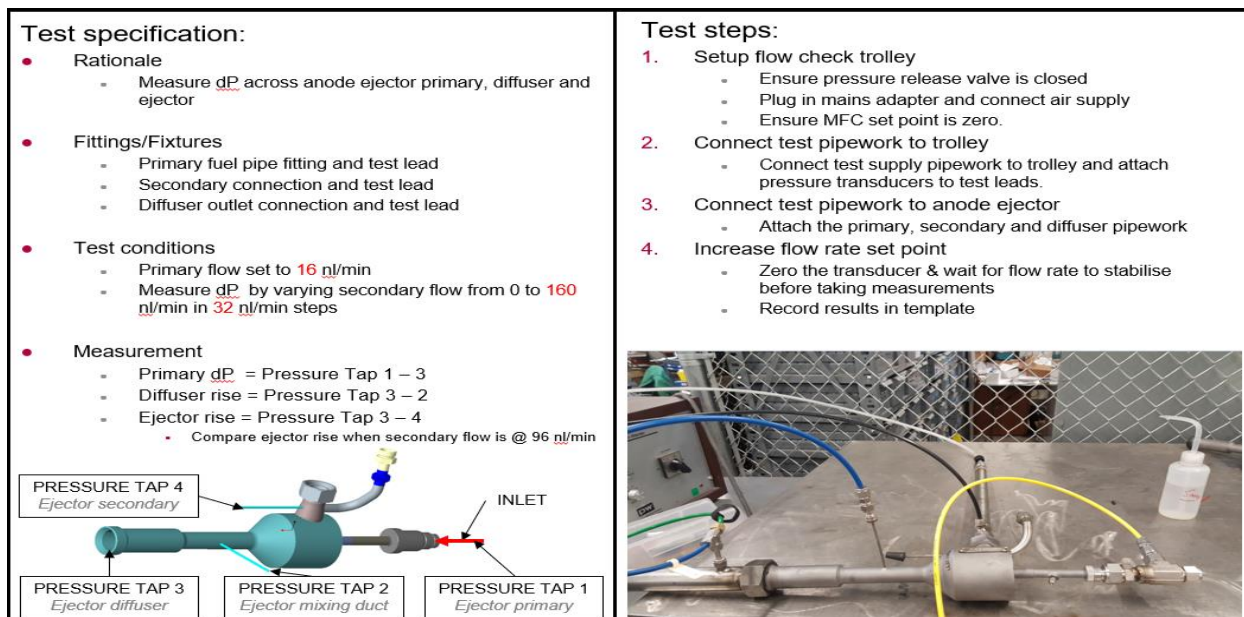 Test specification:
Rationale
Measure dP across anode ejector primary, diffuser and
ejector
Fittings/Fixtures
Primary fuel pipe fitting and test lead
Secondary connection and test lead
Diffuser outlet connection and test lead
Test conditions
Primary flow set to 16 nl/min
Measure dP by varying secondary flow from 0 to 160
nl/min in 32 nl/min steps
Measurement
Primary dP = Pressure Tap 1 – 3
Diffuser rise = Pressure Tap 3 – 2
Ejector rise = Pressure Tap 3 – 4
Compare ejector rise when secondary flow is @ 96 nl/min
PRESSURE TAP 4
Ejector secondary
INLET
PRESSURE TAP 3
Ejector diffuser
PRESSURE TAP 2
Ejector mixing duct
PRESSURE TAP 1
Ejector primary
Test steps:
1. Setup flow check trolley
Ensure pressure release valve is closed
Plug in mains adapter and connect air supply
Ensure MFC set point is zero.
2. Connect test pipework to trolley
Connect test supply pipework to trolley and attach
pressure transducers to test leads.
3. Connect test pipework to anode ejector
Attach the primary, secondary and diffuser pipework
4. Increase flow rate set point
Zero the transducer & wait for flow rate to stabilise
before taking measurements
Record results in template